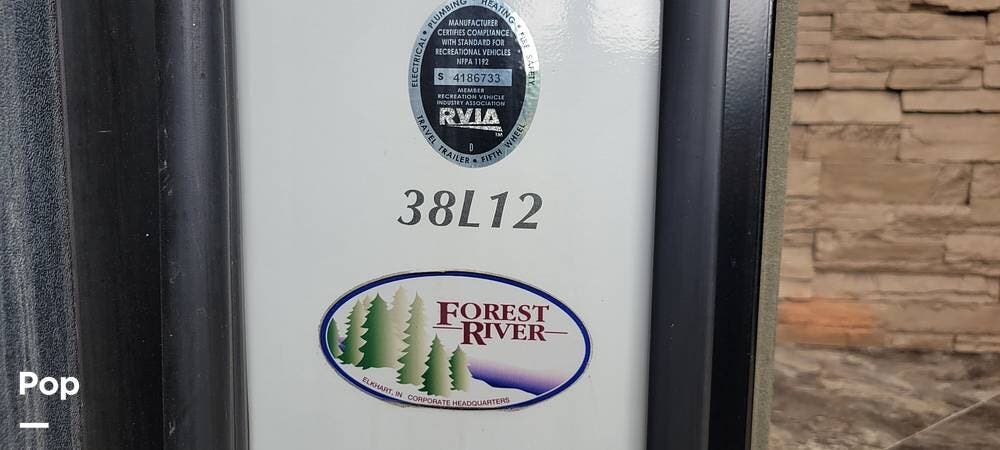 ELECTRICAL • PLUMBING • HEATING • FIRE SAFETY
MANUFACTURER
CERTIFIES COMPLIANCE
WITH STANDARD FOR
RECREATIONAL VEHICLES
NFPA 1192
S 4186733
MEMBER
RECREATION VEHICLE
INDUSTRY ASSOCIATION
RVIA
TM
D
TRAVEL TRAILER • FIFTH WHEEL
38L12
FOREST
RIVER
ELKHART, IN CORPORATE HEADQUARTERS
Pop